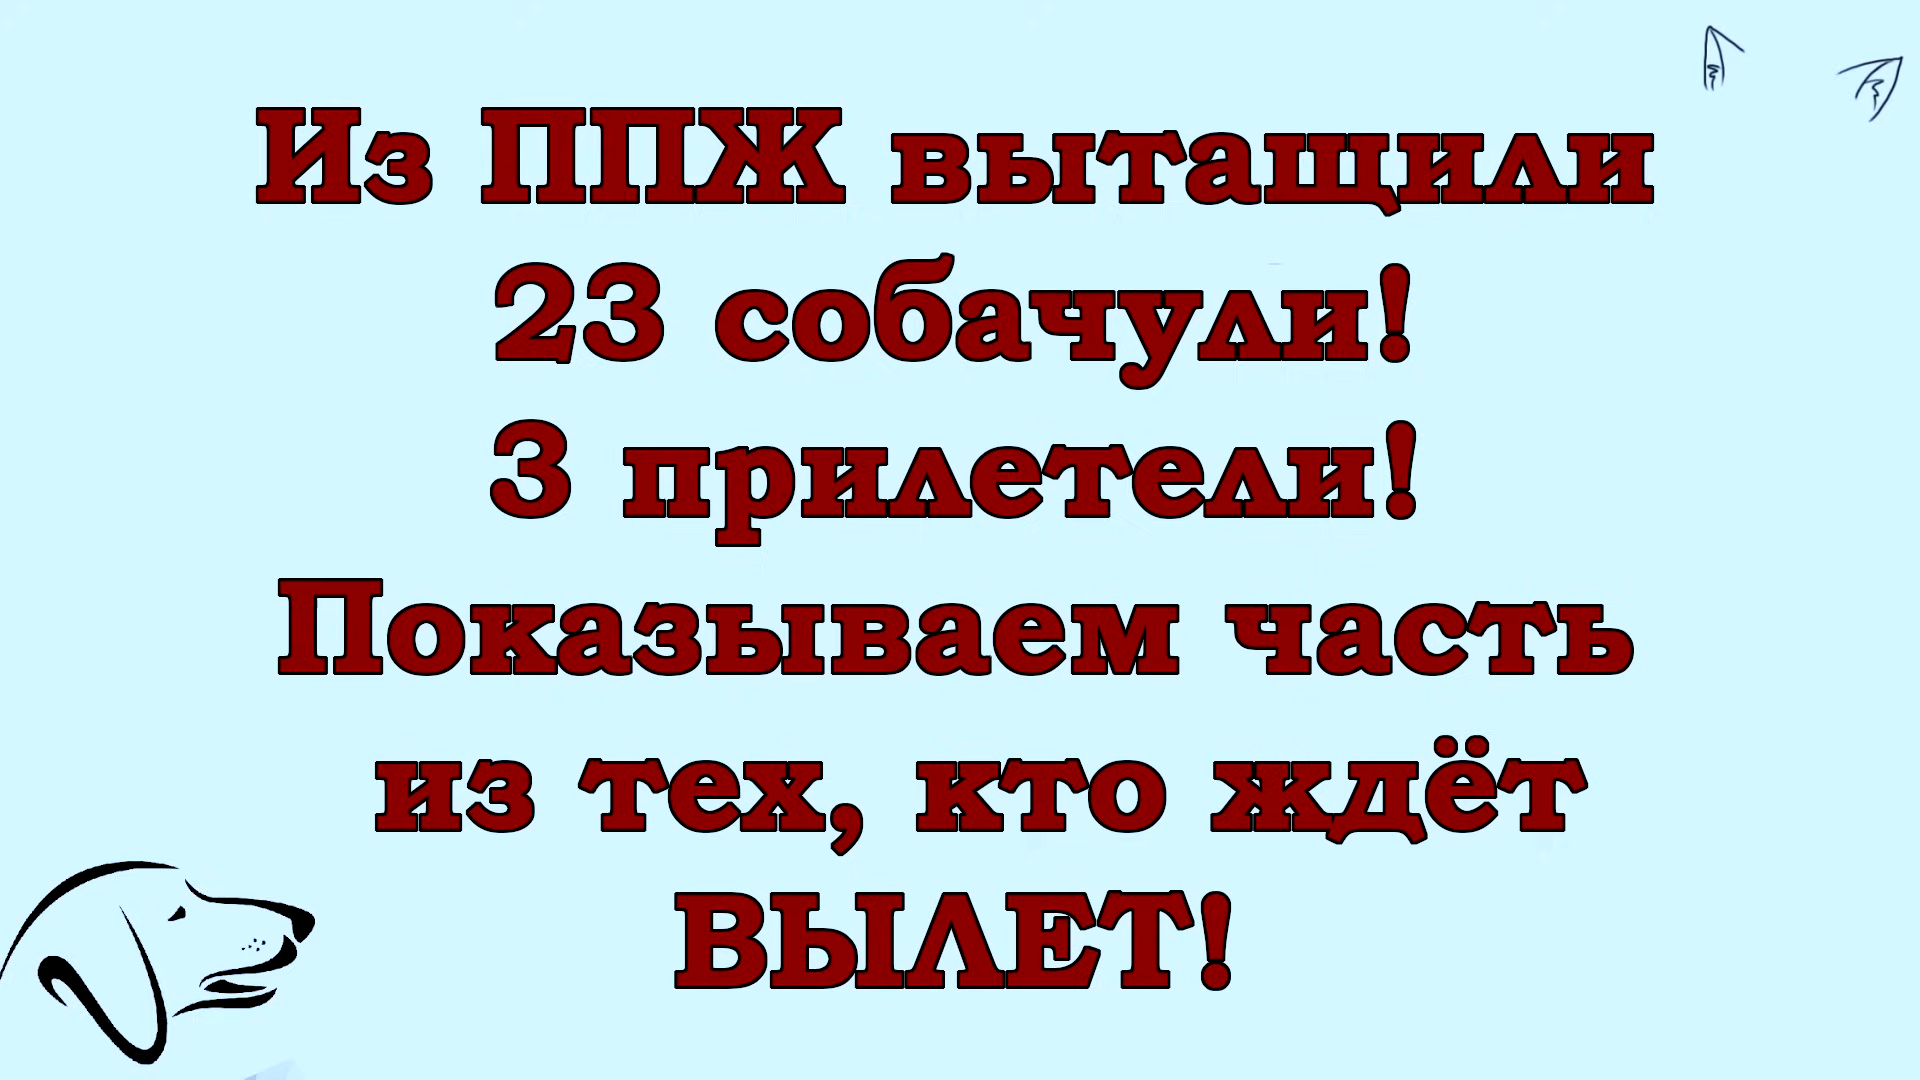 Из ППЖ вытащили
23 собачули!
3 прилетели!
Показываем часть
из тех, кто ждёт
ВЫЛЕТ!